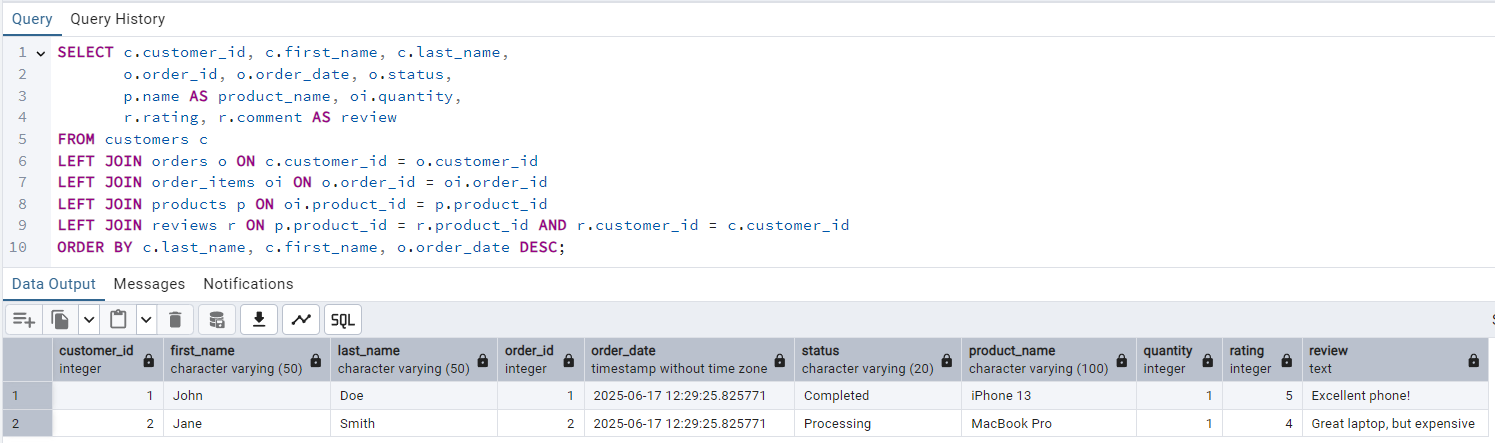 Query Query History
1 SELECT c.customer_id, c.first_name, c.last_name,
2 o.order_id, o.order_date, o.status,
3 p.name AS product_name, oi.quantity,
4 r.rating, r.comment AS review
5 FROM customers c
6 LEFT JOIN orders o ON c.customer_id = o.customer_id
7 LEFT JOIN order_items oi ON o.order_id = oi.order_id
8 LEFT JOIN products p ON oi.product_id = p.product_id
9 LEFT JOIN reviews r ON p.product_id = r.product_id AND r.customer_id = c.customer_id
10 ORDER BY c.last_name, c.first_name, o.order_date DESC;
Data Output Messages Notifications
SQL
customer_id first_name last_name order_id order_date status product_name quantity rating review
integer character varying (50) character varying (50) integer timestamp without time zone character varying (20) character varying (100) integer integer text
1 1 John Doe 1 2025-06-17 12:29:25.825771 Completed iPhone 13 1 5 Excellent phone!
2 2 Jane Smith 2 2025-06-17 12:29:25.825771 Processing MacBook Pro 1 4 Great laptop, but expensive